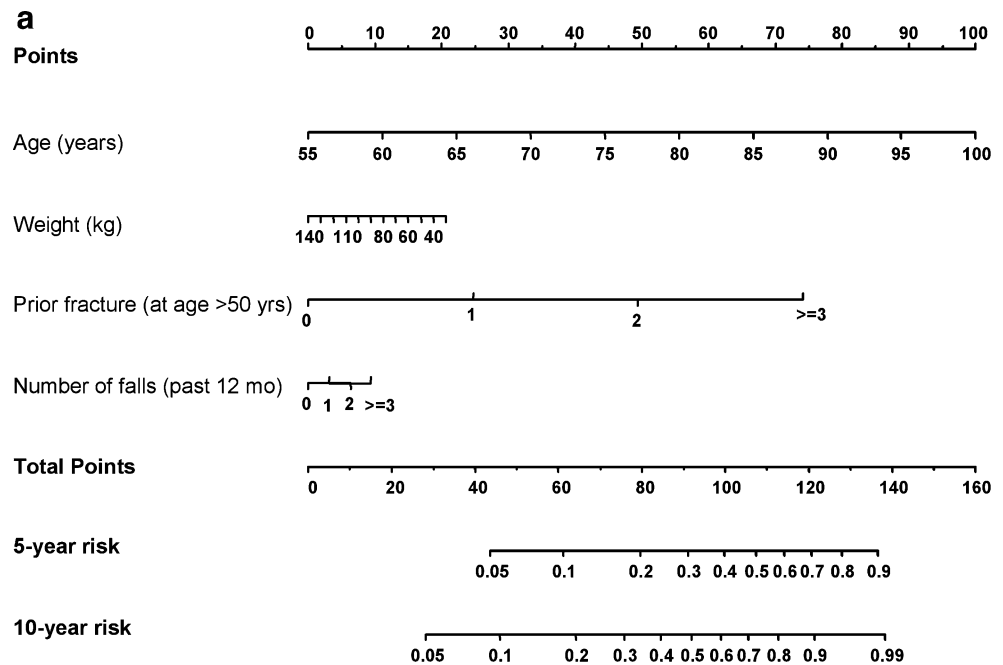 a
0 10 20 30 40 50 60 70 80 90 100
Points
Age (years)
55 60 65 70 75 80 85 90 95 100
Weight (kg)
140 110 80 60 40
Prior fracture (at age >50 yrs)
0 1 2 >=3
Number of falls (past 12 mo)
0 1 2 >=3
Total Points
0 20 40 60 80 100 120 140 160
5-year risk
0.05 0.1 0.2 0.3 0.4 0.5 0.6 0.7 0.8 0.9
10-year risk
0.05 0.1 0.2 0.3 0.4 0.5 0.6 0.7 0.8 0.9 0.99